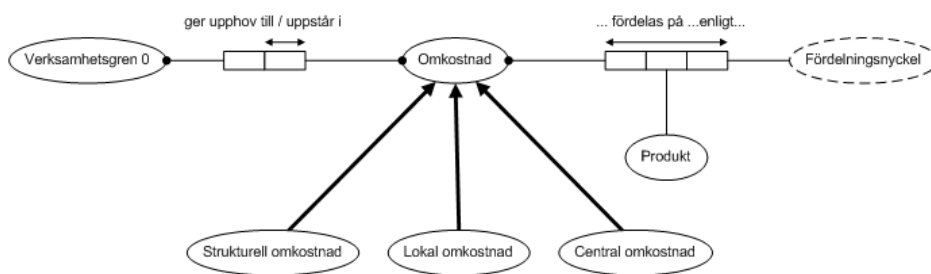 ger upphov till / uppstår i
... fördelas på ...enligt...
Verksamhetsgren 0
Omkostnad
Fördelningsnyckel
Produkt
Strukturell omkostnad
Lokal omkostnad
Central omkostnad